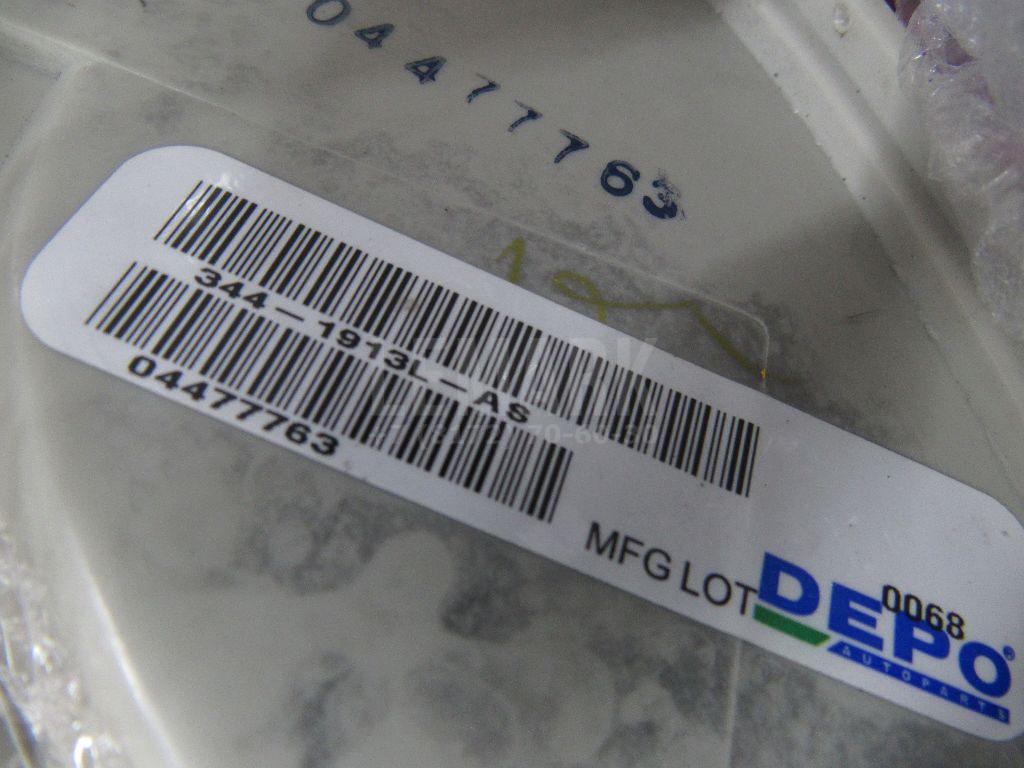 04477763
344-1913L-AS
04477763
MFG LOT
0068
DEPO®
AUTOPARTS